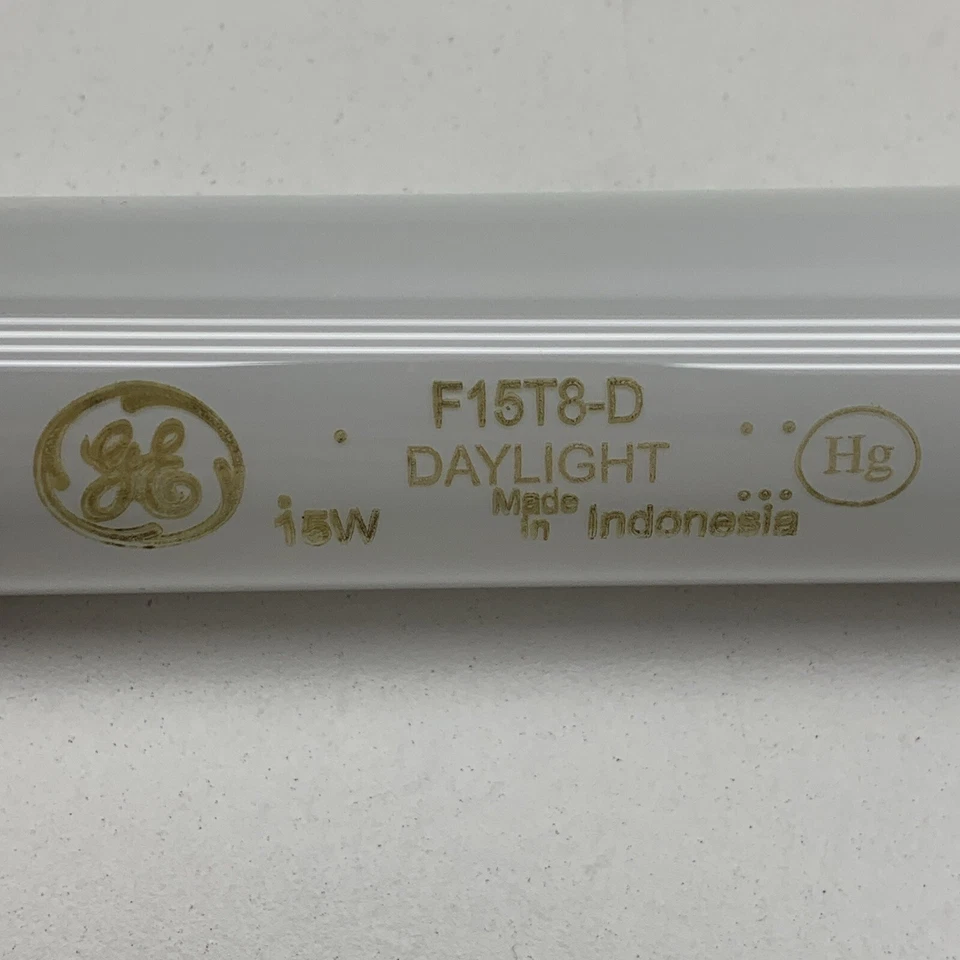 GE
F15T8-D
DAYLIGHT
15W
Made
in Indonesia
Hg